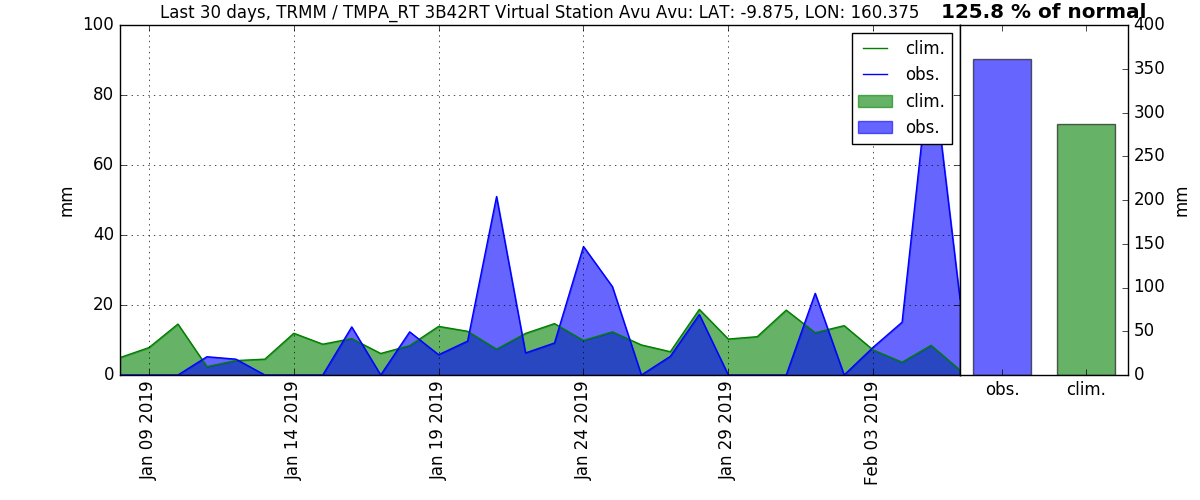 Last 30 days, TRMM / TMPA_RT 3B42RT Virtual Station Avu Avu: LAT: -9.875, LON: 160.375
125.8 % of normal
100
80
60
40
20
0
mm
clim.
obs.
clim.
obs.
400
350
300
250
200
150
100
50
0
mm
Jan 09 2019
Jan 14 2019
Jan 19 2019
Jan 24 2019
Jan 29 2019
Feb 03 2019
obs.
clim.